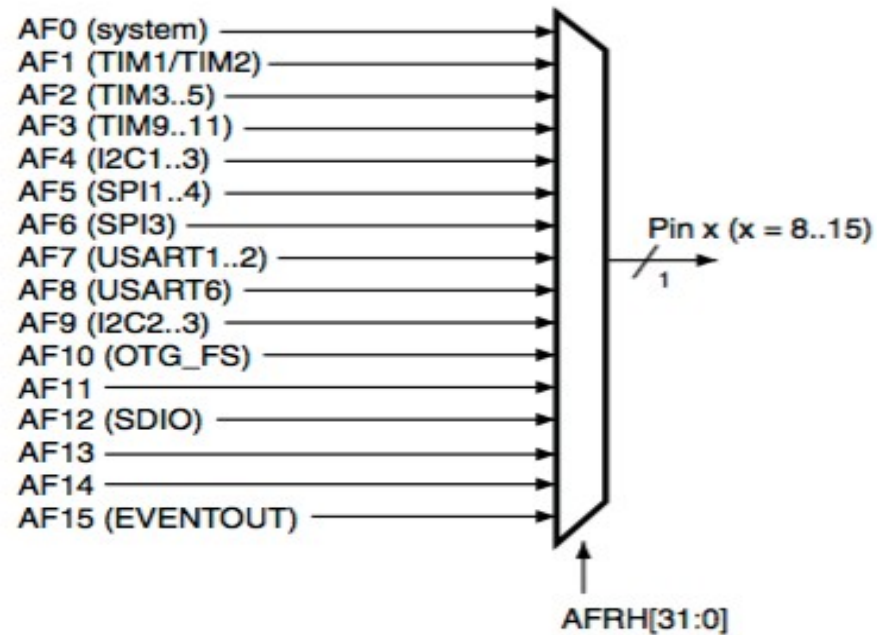 AF0 (system)
AF1 (TIM1/TIM2)
AF2 (TIM3..5)
AF3 (TIM9..11)
AF4 (I2C1..3)
AF5 (SPI1..4)
AF6 (SPI3)
AF7 (USART1..2)
AF8 (USART6)
AF9 (I2C2..3)
AF10 (OTG_FS)
AF11
AF12 (SDIO)
AF13
AF14
AF15 (EVENTOUT)
Pin x (x = 8..15)
1
AFRH[31:0]